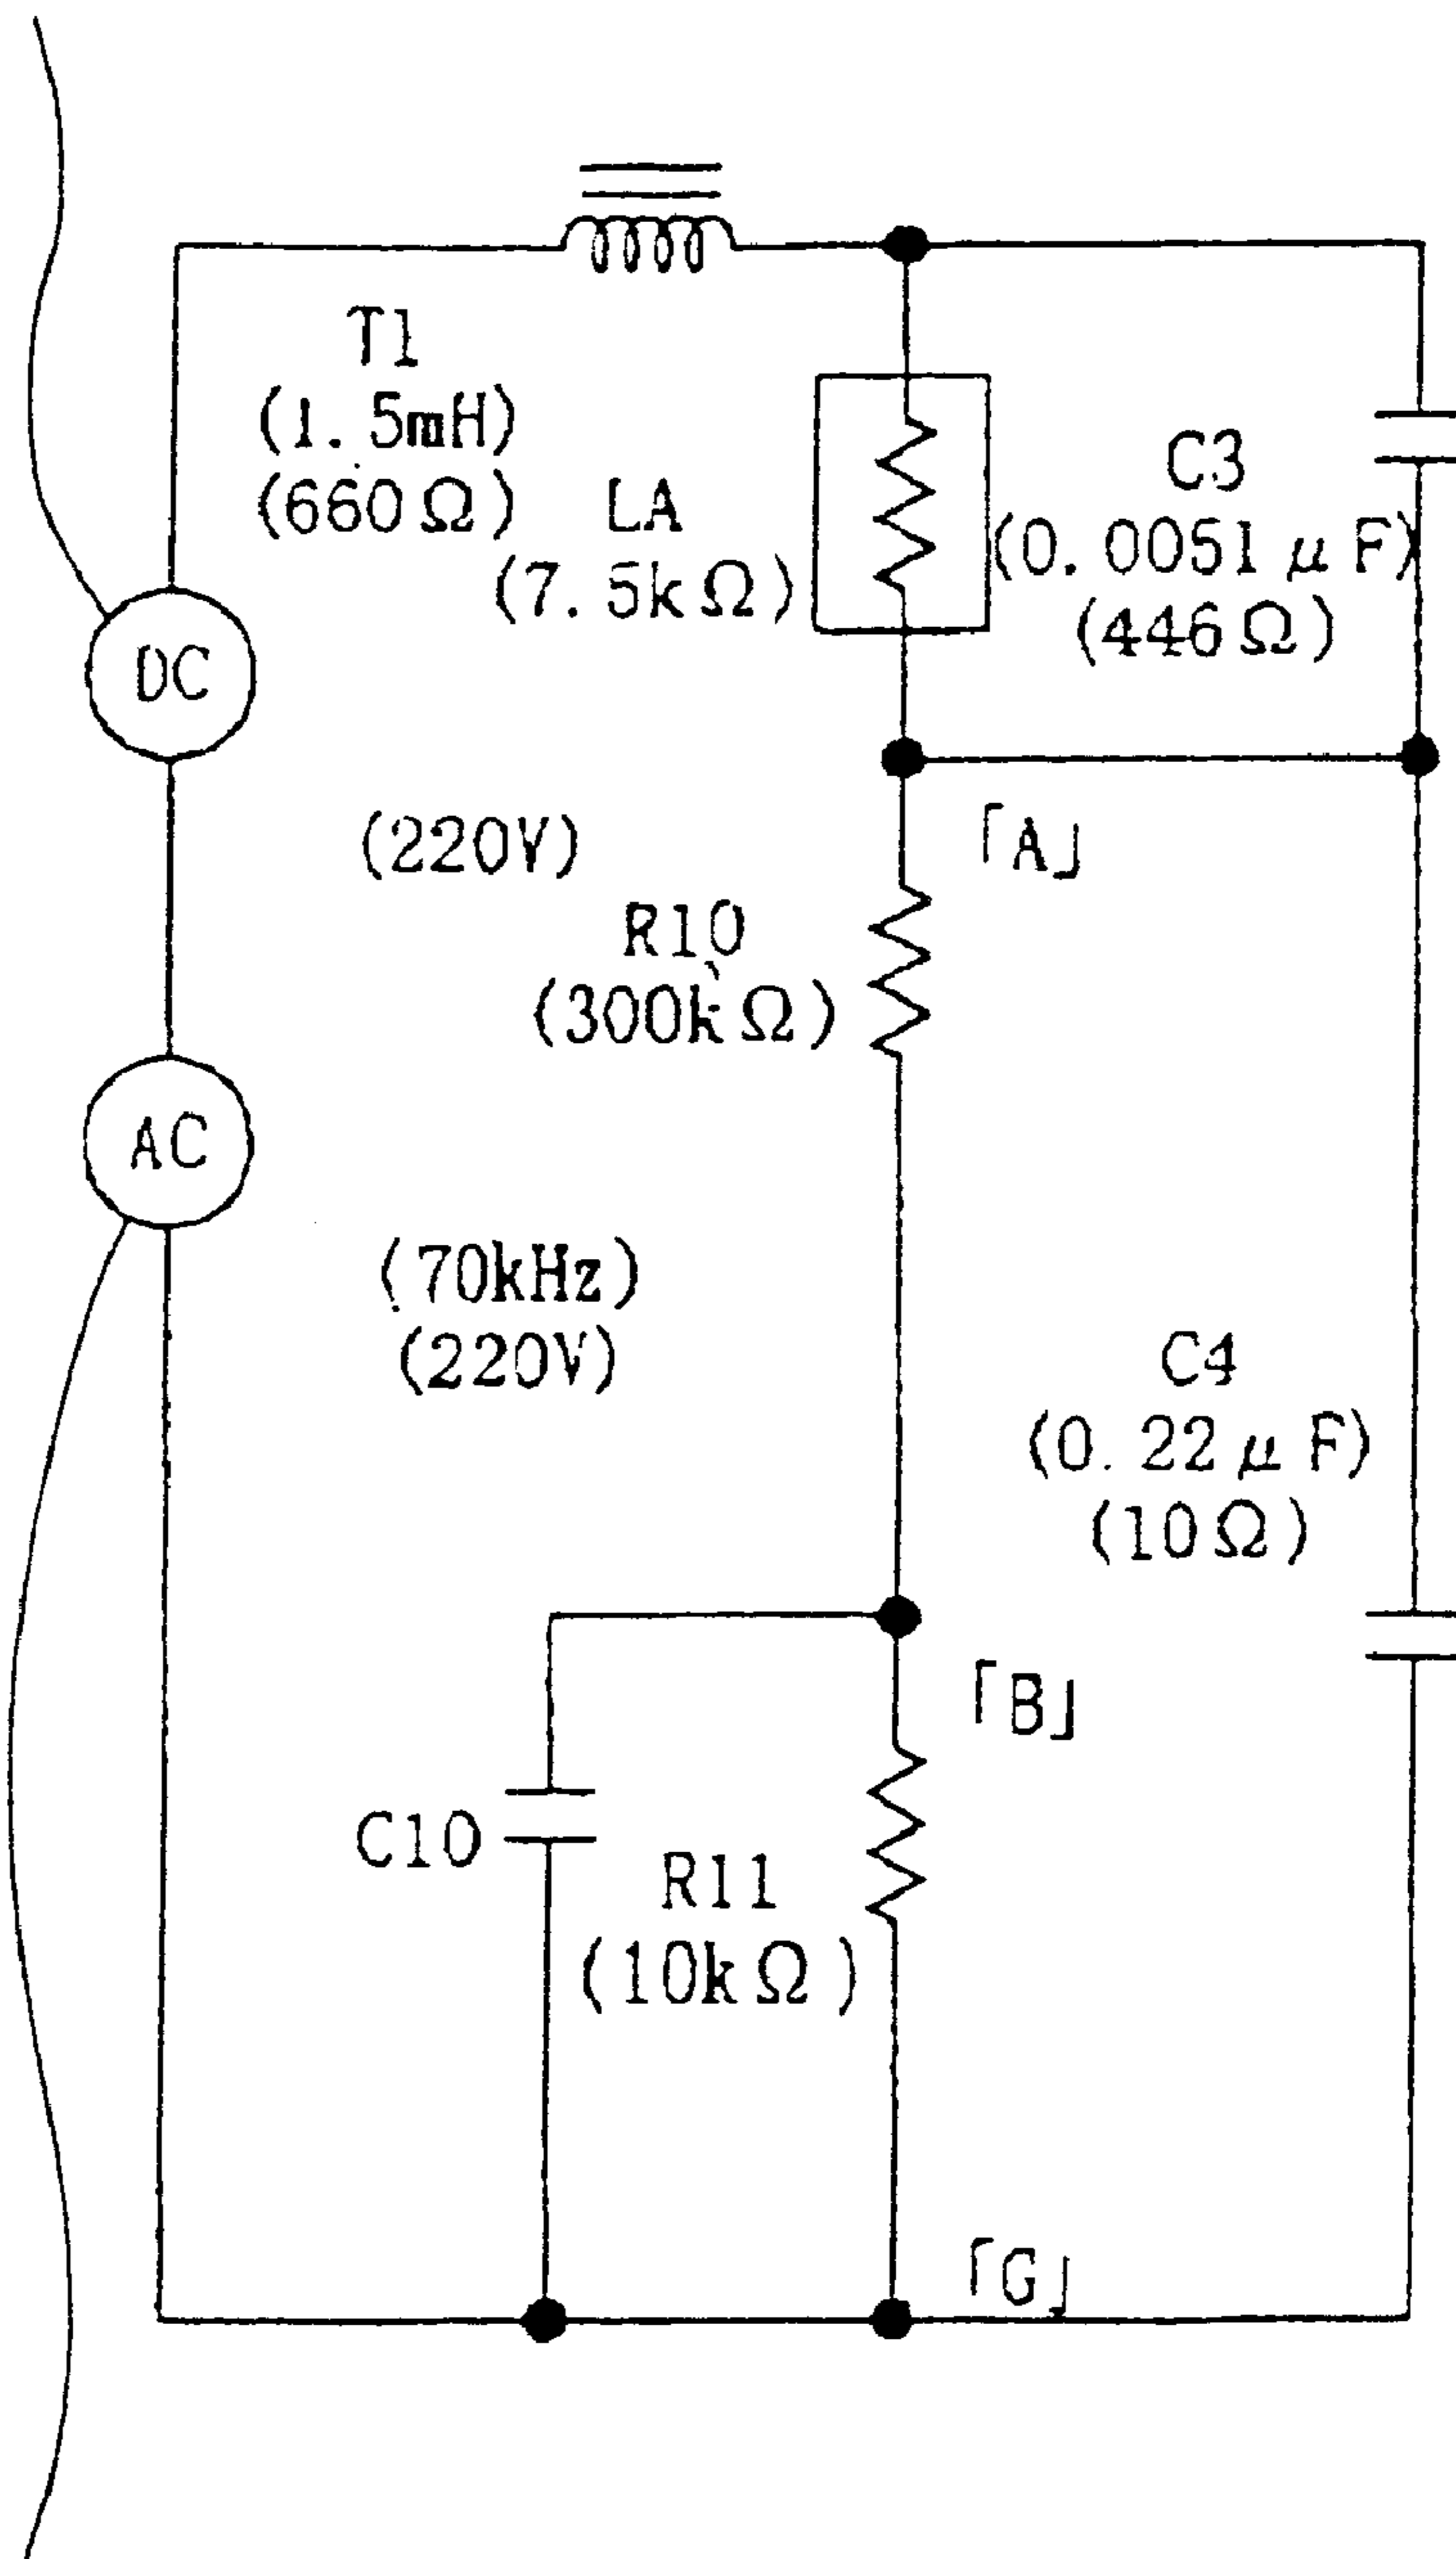 T1
(1.5mH)
(660Ω)
LA
(7.5kΩ)
C3
(0.0051μF)
(446Ω)
DC
「A」
(220V)
R10
(300kΩ)
AC
(70kHz)
(220V)
C4
(0.22μF)
(10Ω)
「B」
C10
R11
(10kΩ)
「G」